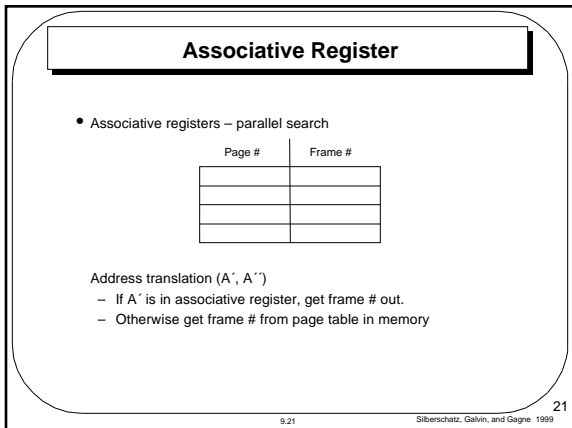 Associative Register
• Associative registers – parallel search
Page # Frame #
Address translation (A´, A´´)
– If A´ is in associative register, get frame # out.
– Otherwise get frame # from page table in memory
21
9.21 Silberschatz, Galvin, and Gagne 1999